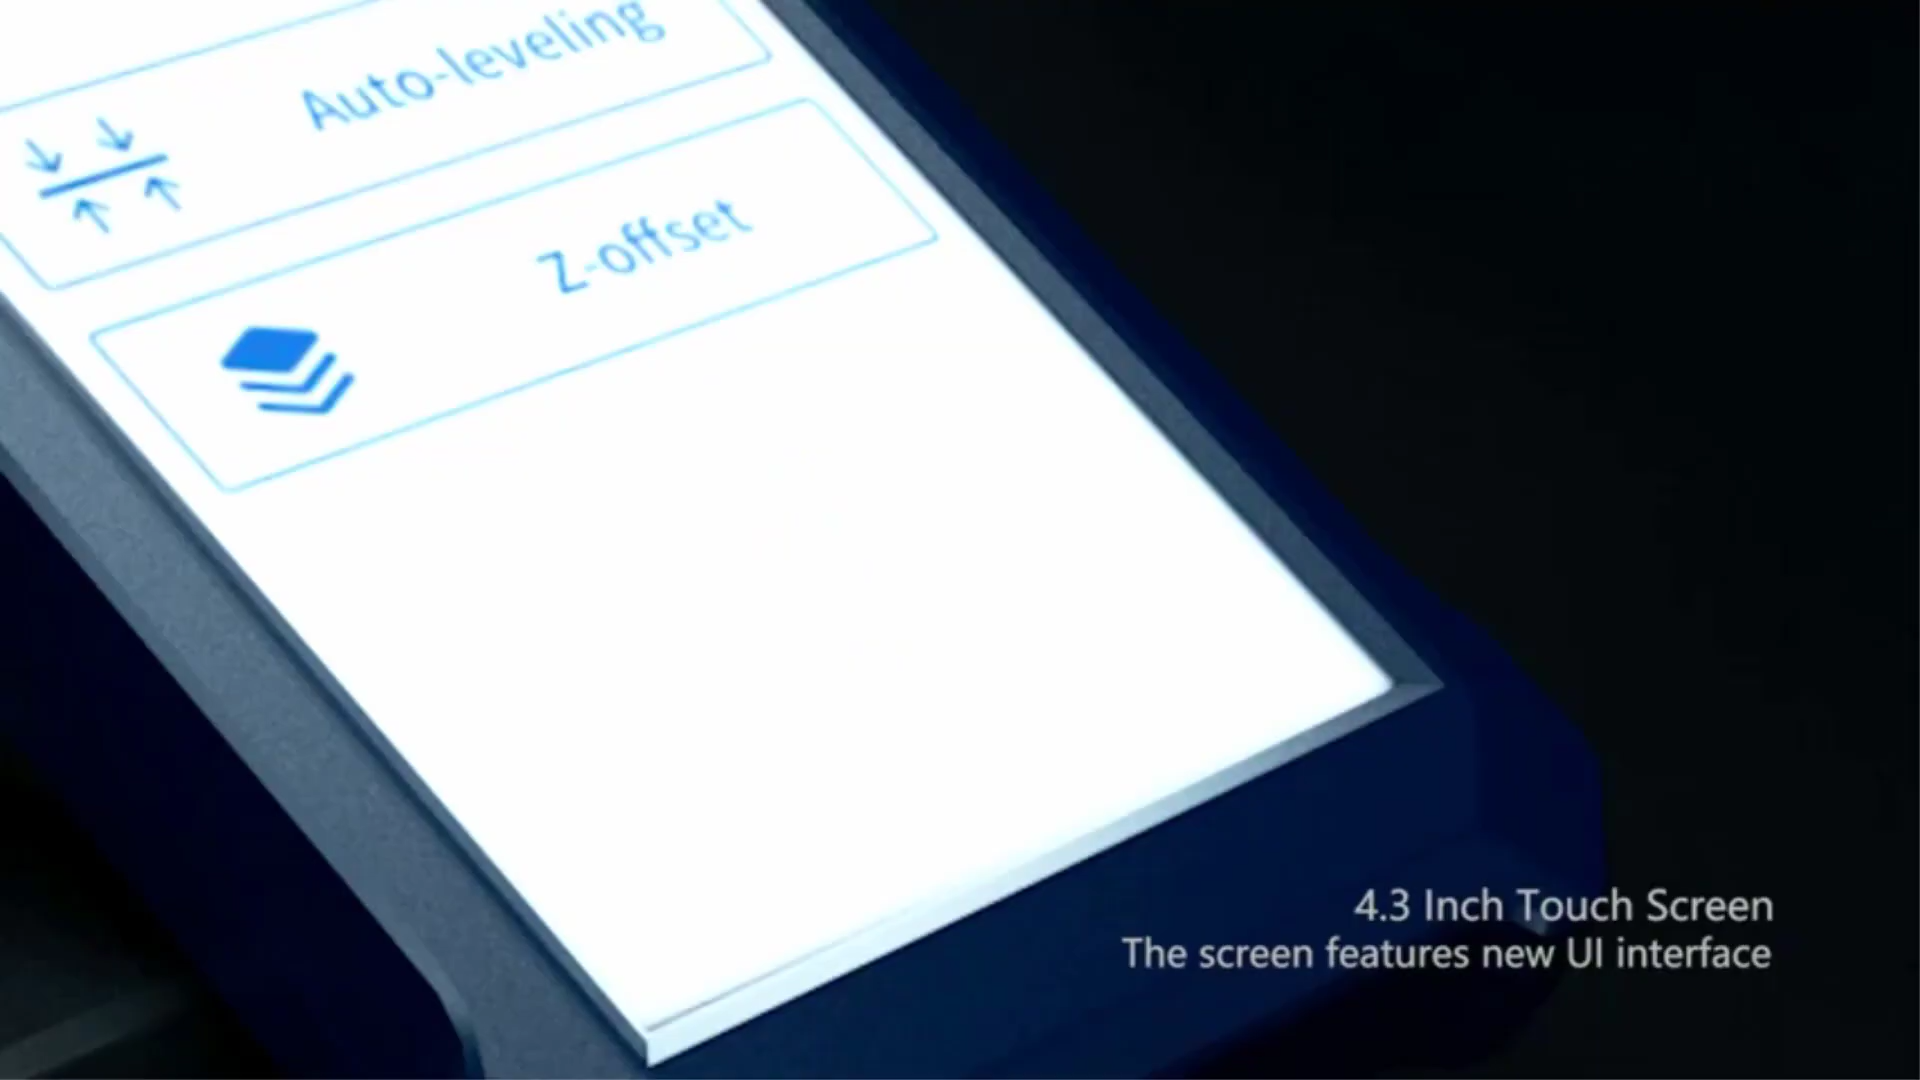 Auto-leveling
Z-offset
4.3 Inch Touch Screen
The screen features new UI interface